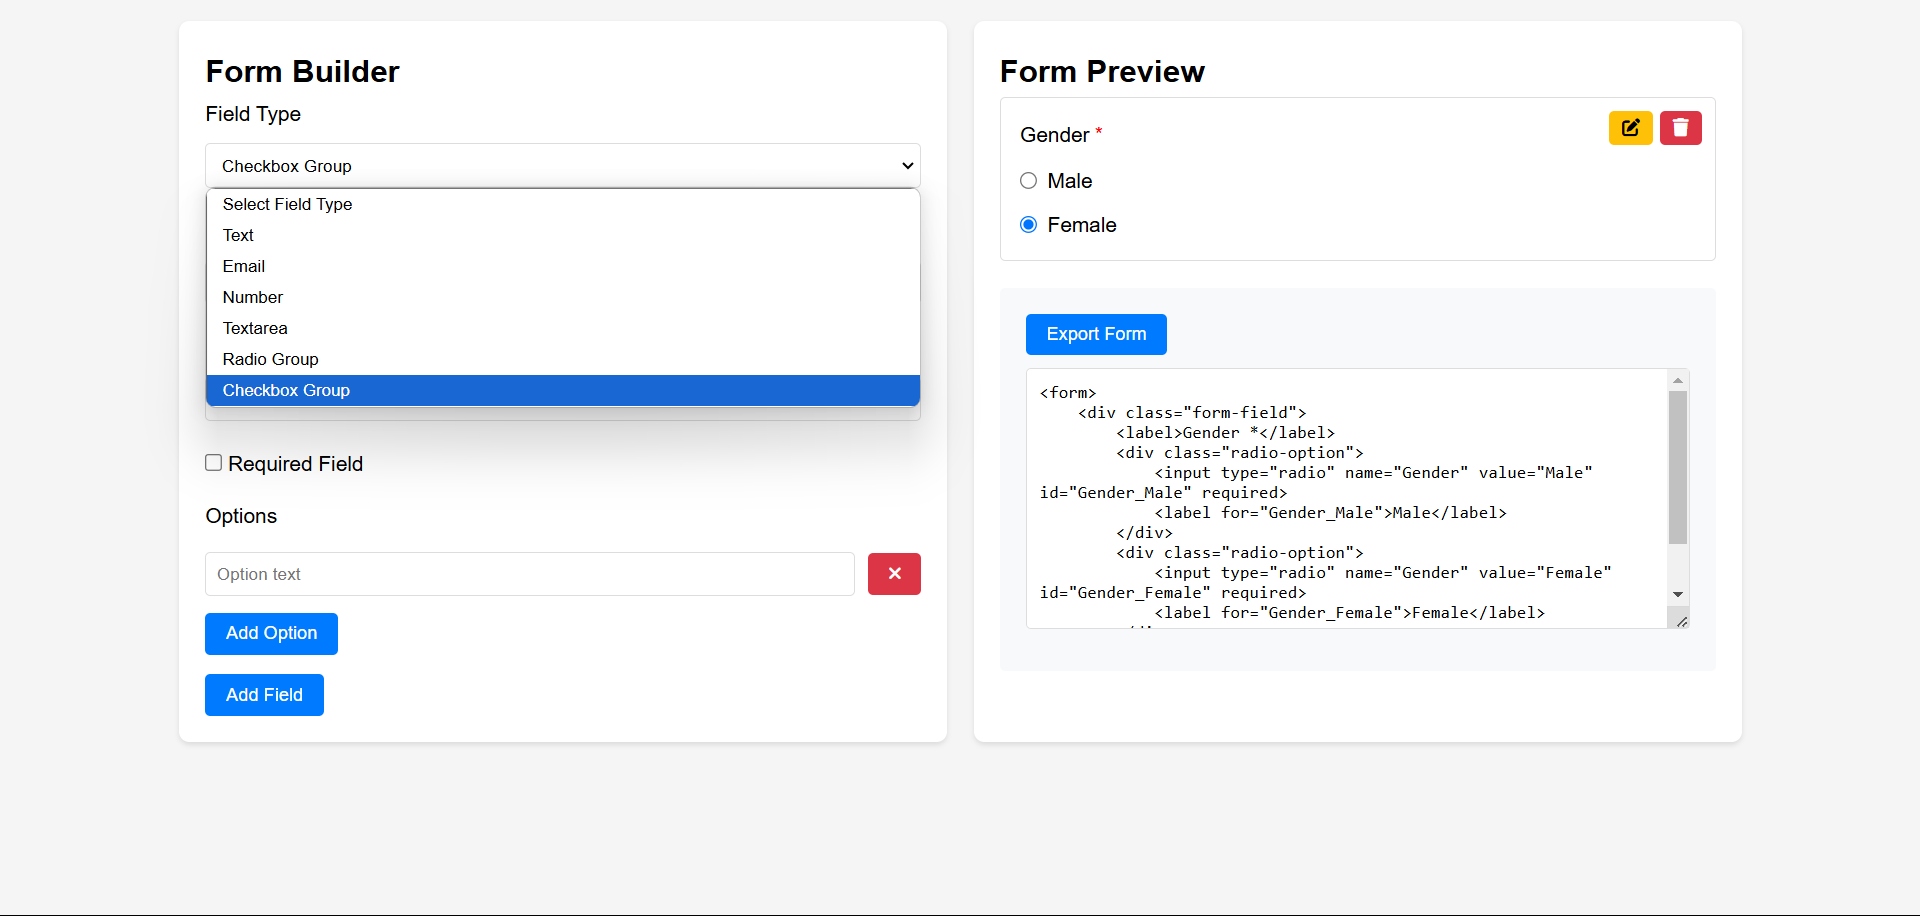 Form Builder
Field Type
Checkbox Group
Select Field Type
Text
Email
Number
Textarea
Radio Group
Checkbox Group
Required Field
Options
Option text
Add Option
Add Field
Form Preview
Gender *
Male
Female
Export Form
<form>
    <div class="form-field">
        <label>Gender *</label>
        <div class="radio-option">
            <input type="radio" name="Gender" value="Male"
id="Gender_Male" required>
            <label for="Gender_Male">Male</label>
        </div>
        <div class="radio-option">
            <input type="radio" name="Gender" value="Female"
id="Gender_Female" required>
            <label for="Gender_Female">Female</label>